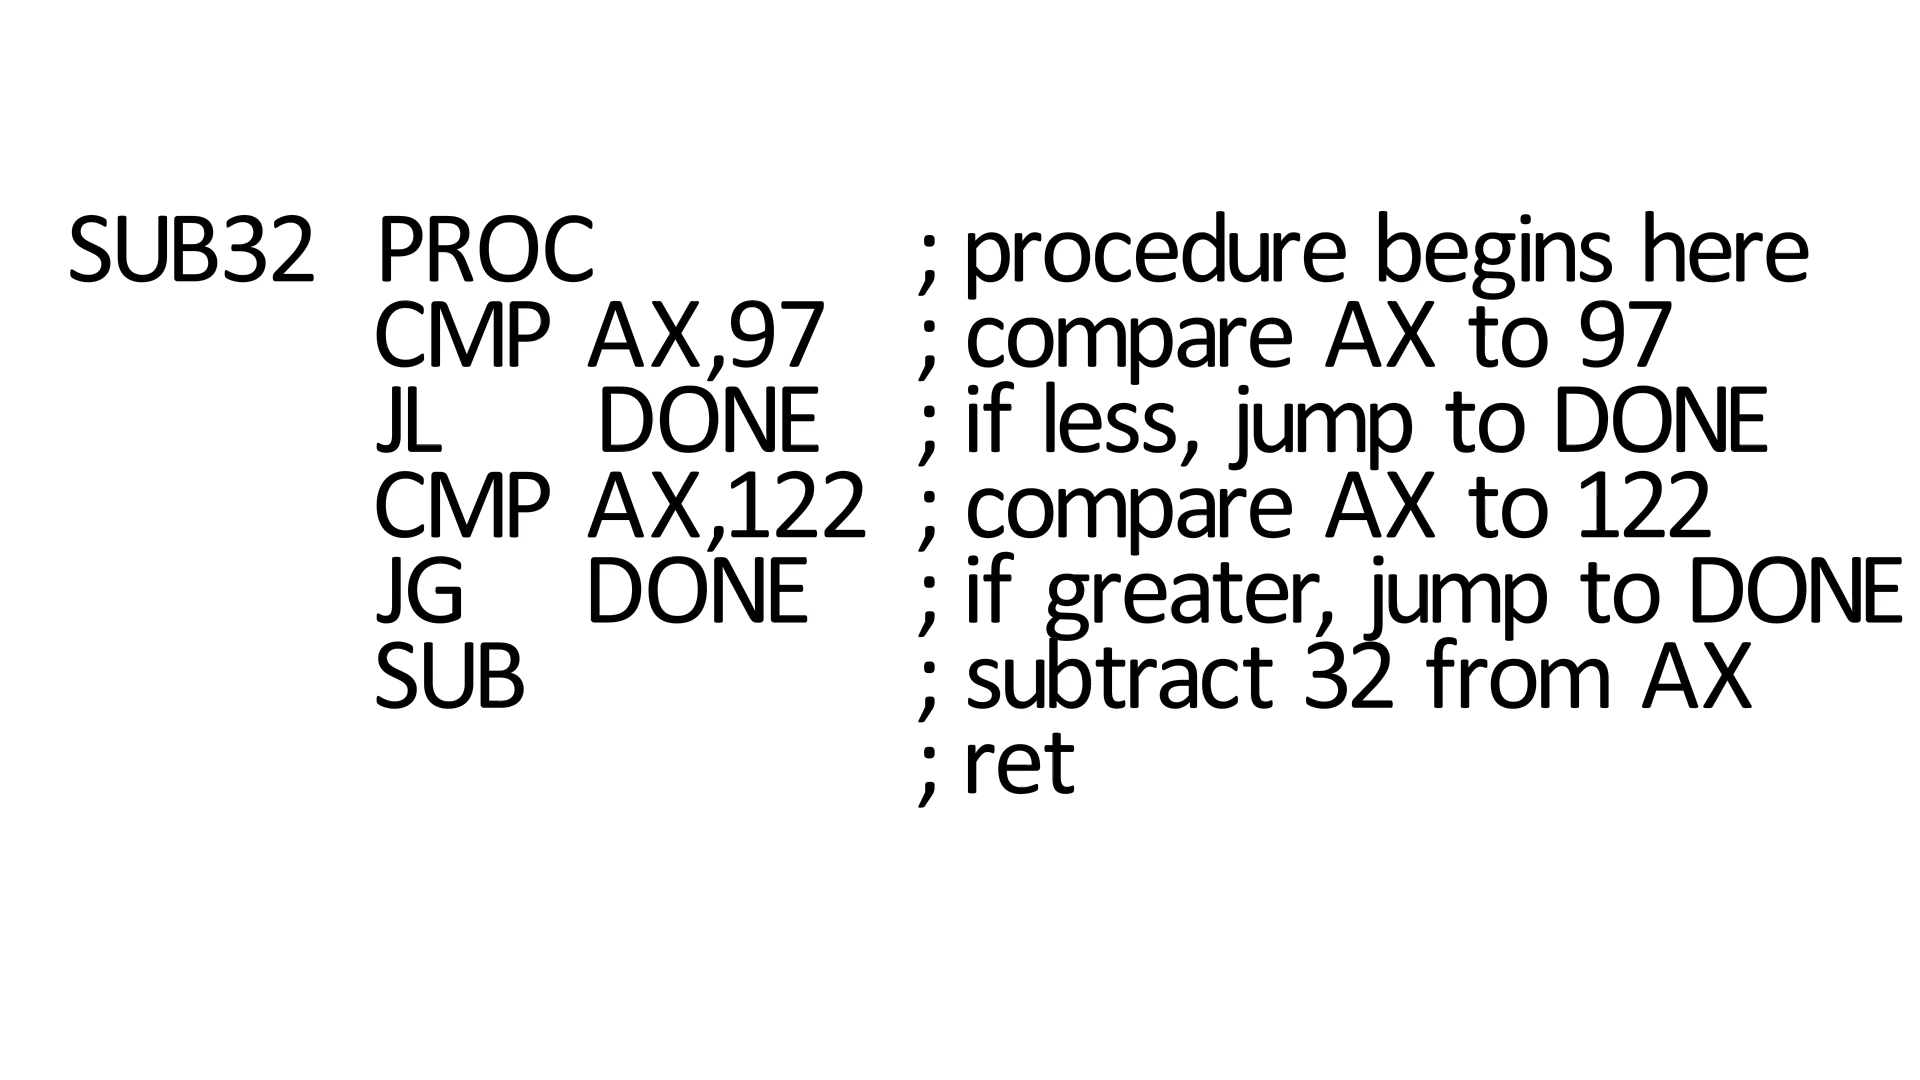 SUB32 PROC ; procedure begins here
CMP AX,97 ; compare AX to 97
JL DONE ; if less, jump to DONE
CMP AX,122 ; compare AX to 122
JG DONE ; if greater, jump to DONE
SUB ; subtract 32 from AX
; ret